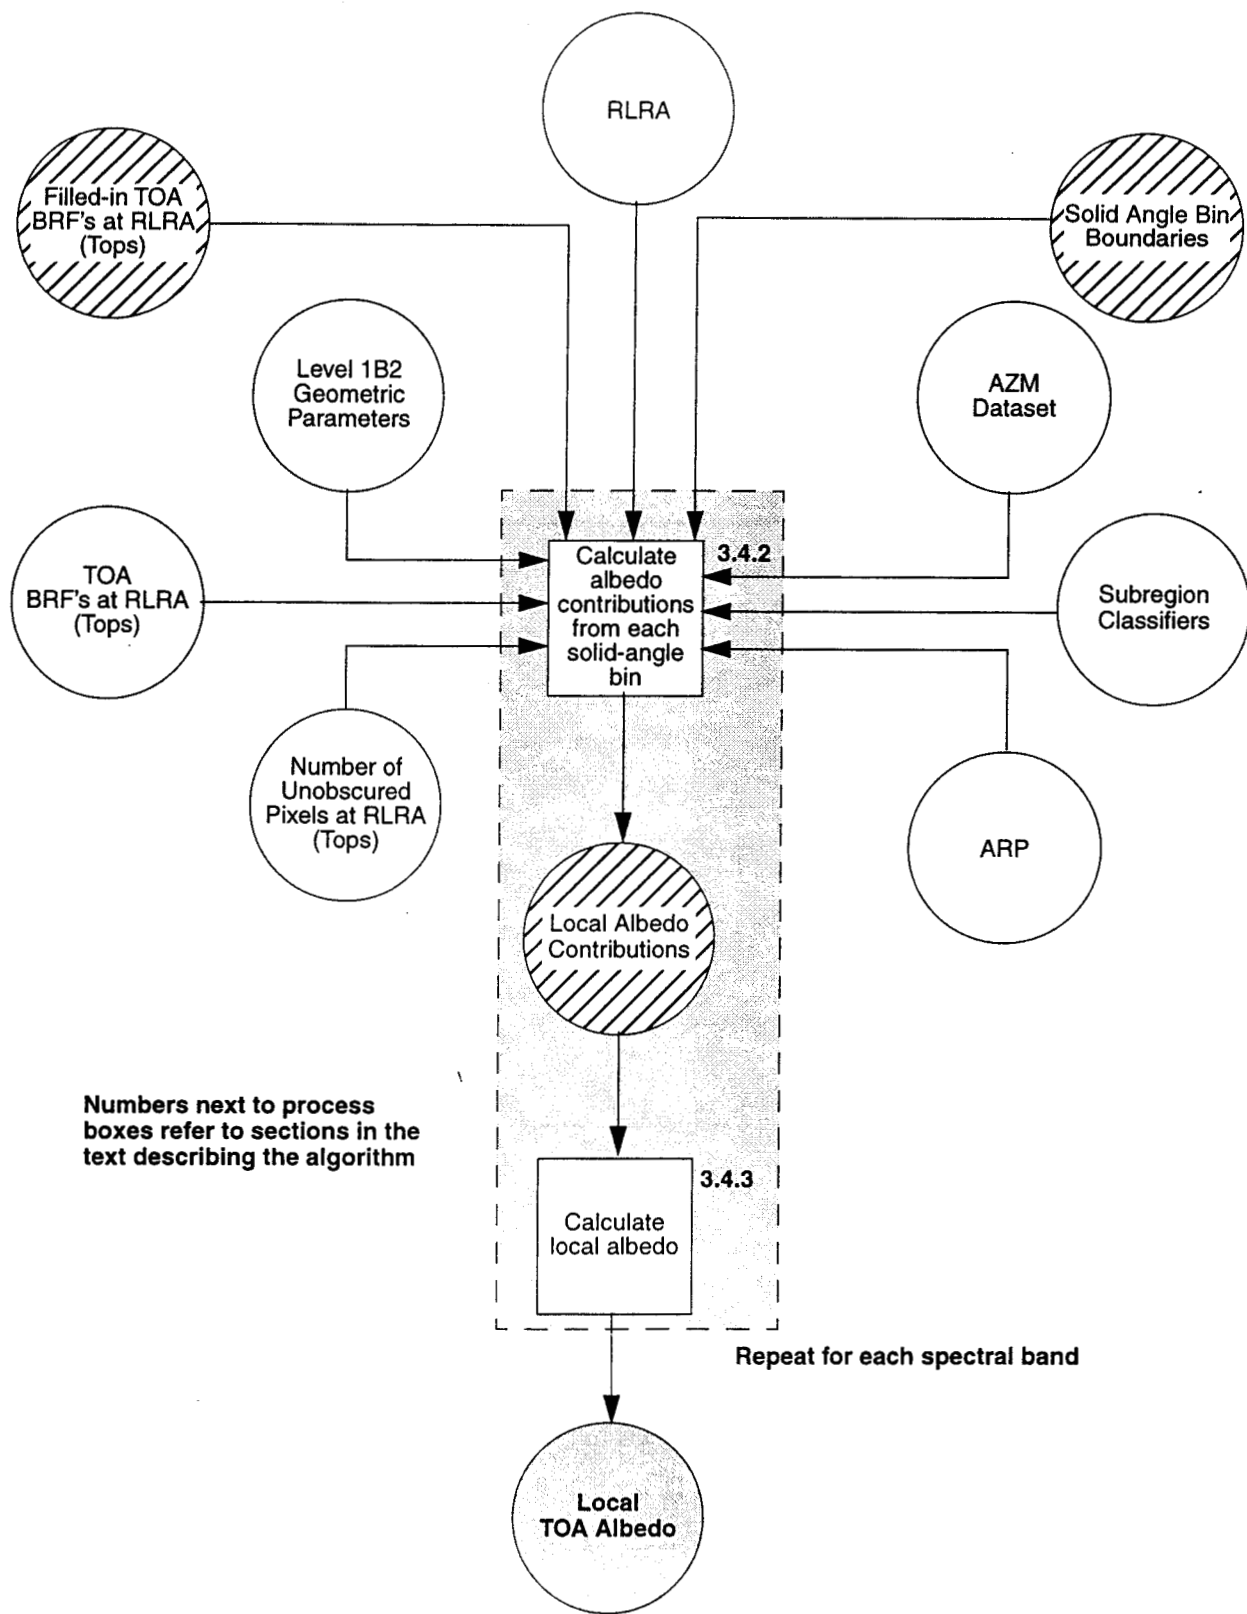 RLRA
Filled-in TOA
BRF's at RLRA
(Tops)
Solid Angle Bin
Boundaries
Level 1B2
Geometric
Parameters
AZM
Dataset
TOA
BRF's at RLRA
(Tops)
Calculate
albedo
contributions
from each
solid-angle
bin
3.4.2
Subregion
Classifiers
Number of
Unobscured
Pixels at RLRA
(Tops)
ARP
Local Albedo
Contributions
Numbers next to process
boxes refer to sections in the
text describing the algorithm
3.4.3
Calculate
local albedo
Repeat for each spectral band
Local
TOA Albedo